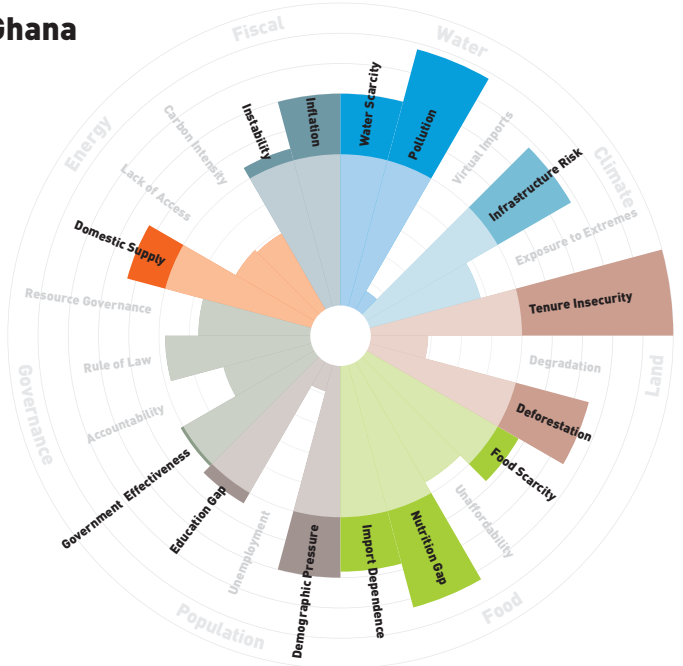 Ghana
Fiscal
Water
Climate
Land
Food
Population
Governance
Energy
Water Scarcity
Pollution
Virtual Imports
Infrastructure Risk
Exposure to Extremes
Tenure Insecurity
Degradation
Deforestation
Food Scarcity
Unaffordability
Nutrition Gap
Import Dependence
Demographic Pressure
Unemployment
Education Gap
Government Effectiveness
Accountability
Rule of Law
Resource Governance
Domestic Supply
Lack of Access
Carbon Intensity
Instability
Inflation